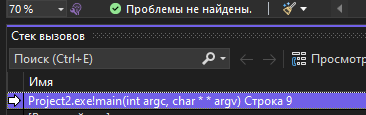 70 %
Проблемы не найдены.
Стек вызовов
Поиск (Ctrl+E)
Просмотр
Имя
Project2.exe!main(int argc, char * * argv) Строка 9